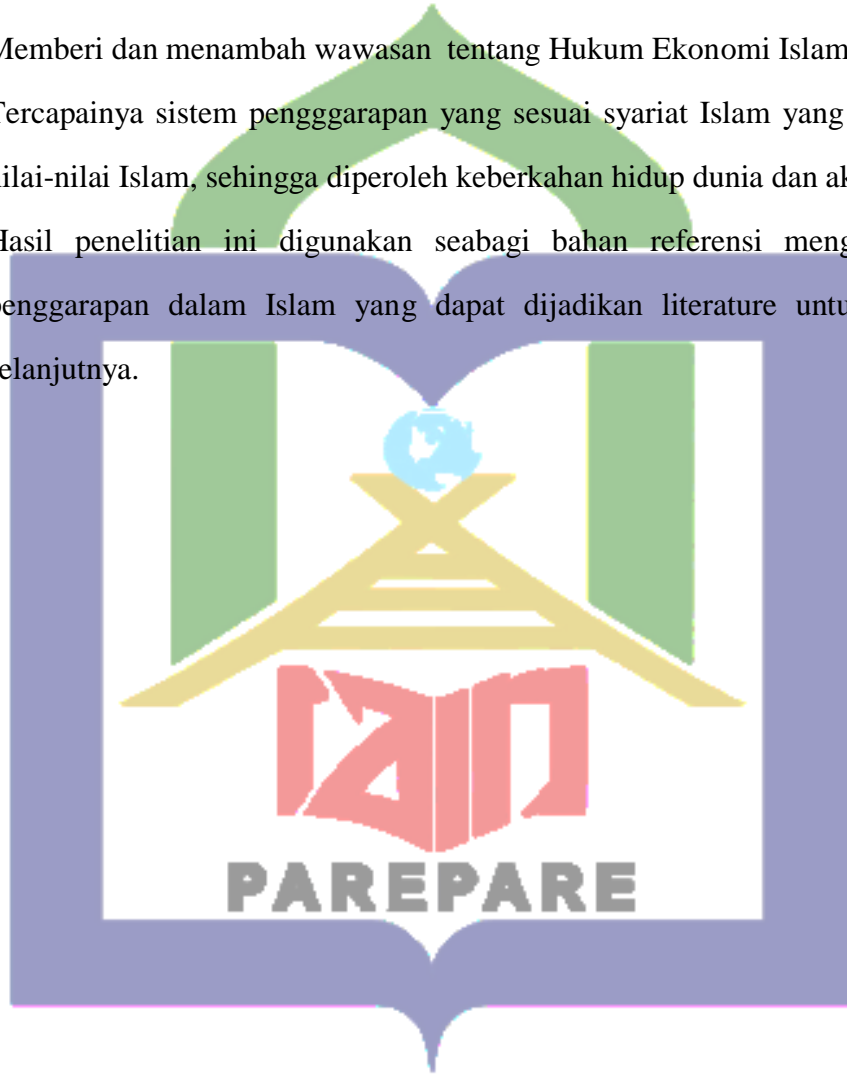 Memberi dan menambah wawasan tentang Hukum Ekonomi Islam
Tercapainya sistem pengggarapan yang sesuai syariat Islam yang
nilai-nilai Islam, sehingga diperoleh keberkahan hidup dunia dan
Hasil penelitian ini digunakan seabagi bahan referensi
penggarapan dalam Islam yang dapat dijadikan literature
selanjutnya.
iain
PAREPARE